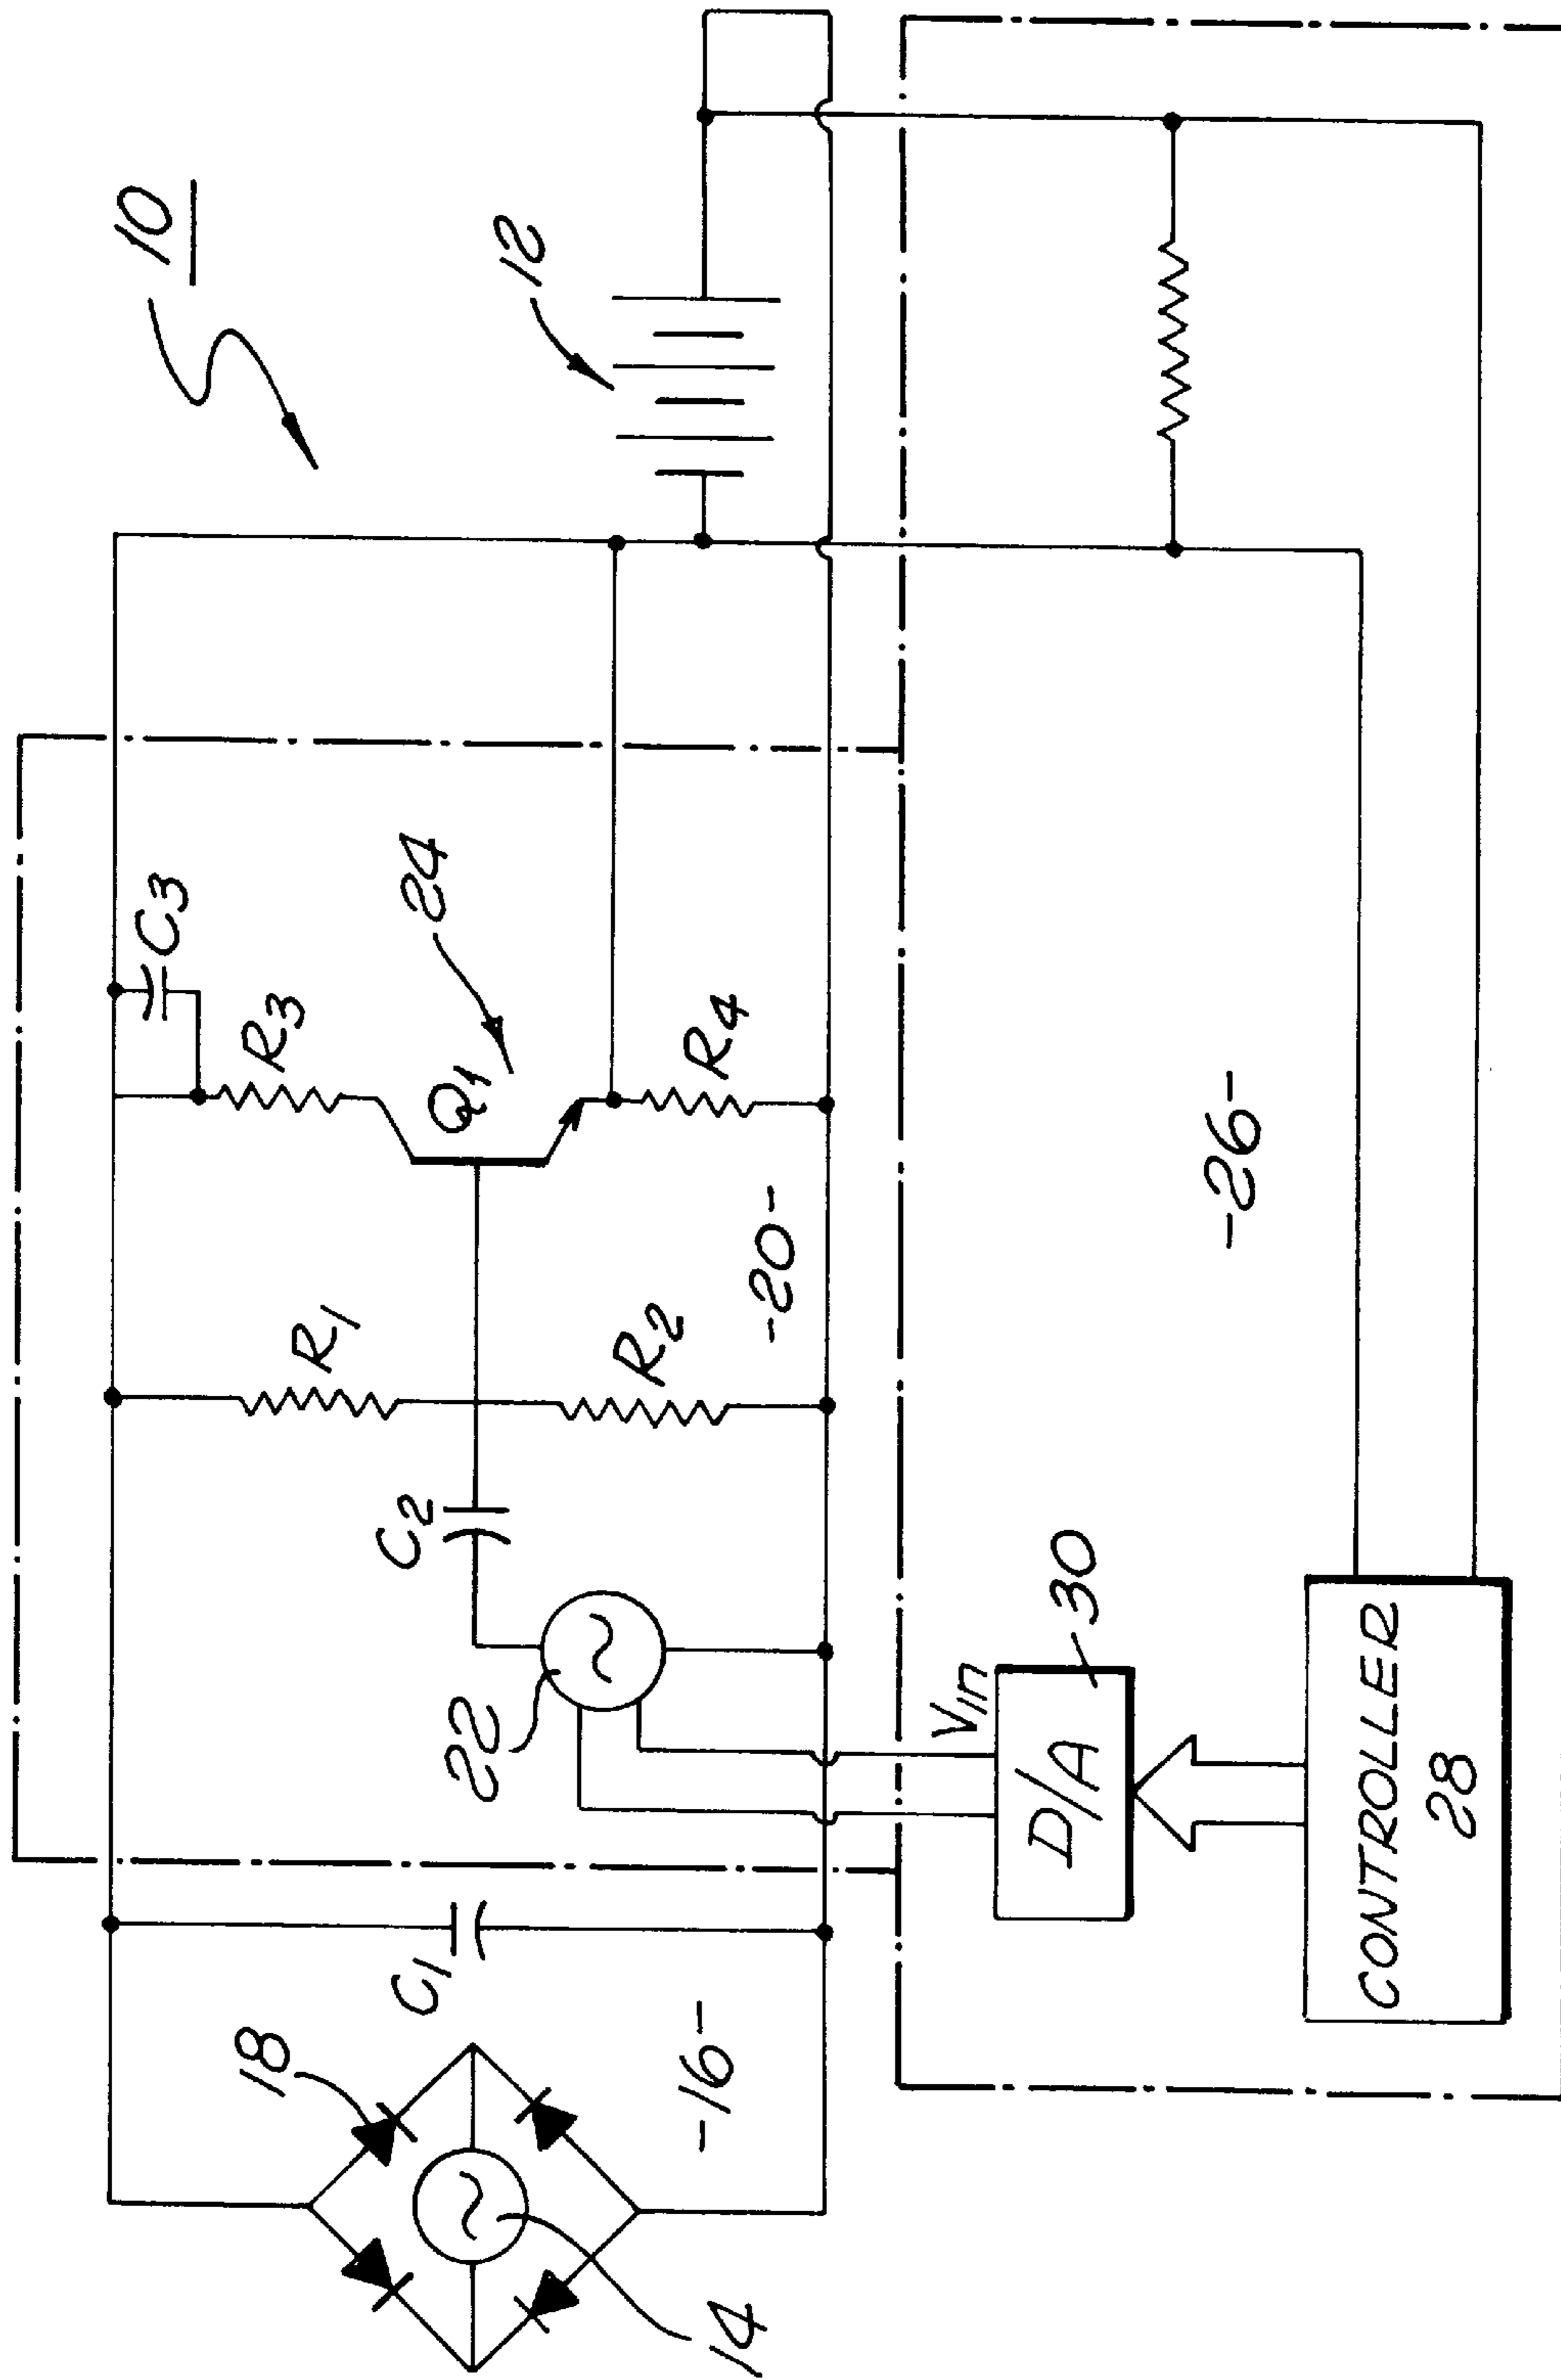 10
12
C3
R3
Q1
24
R4
R1
R2
-20-
C2
22
C1
18
-16-
14
Vin
D/A
30
-26-
CONTROLLER
28